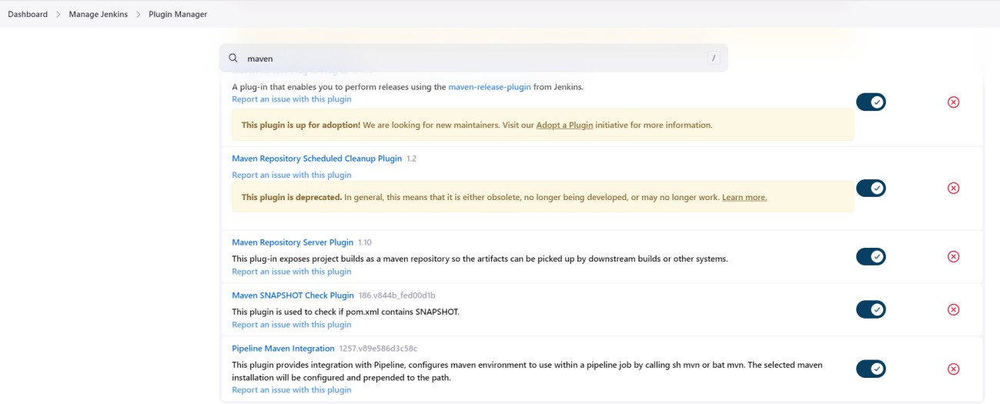 Dashboard > Manage Jenkins > Plugin Manager
maven /
A plug-in that enables you to perform releases using the maven-release-plugin from Jenkins.
Report an issue with this plugin
This plugin is up for adoption! We are looking for new maintainers. Visit our Adopt a Plugin initiative for more information.
Maven Repository Scheduled Cleanup Plugin 1.2
Report an issue with this plugin
This plugin is deprecated. In general, this means that it is either obsolete, no longer being developed, or may no longer work. Learn more.
Maven Repository Server Plugin 1.10
This plug-in exposes project builds as a maven repository so the artifacts can be picked up by downstream builds or other systems.
Report an issue with this plugin
Maven SNAPSHOT Check Plugin 186.v844b_fed00d1b
This plugin is used to check if pom.xml contains SNAPSHOT.
Report an issue with this plugin
Pipeline Maven Integration 1257.v89e586d3c58c
This plugin provides integration with Pipeline, configures maven environment to use within a pipeline job by calling sh mvn or bat mvn. The selected maven
installation will be configured and prepended to the path.
Report an issue with this plugin